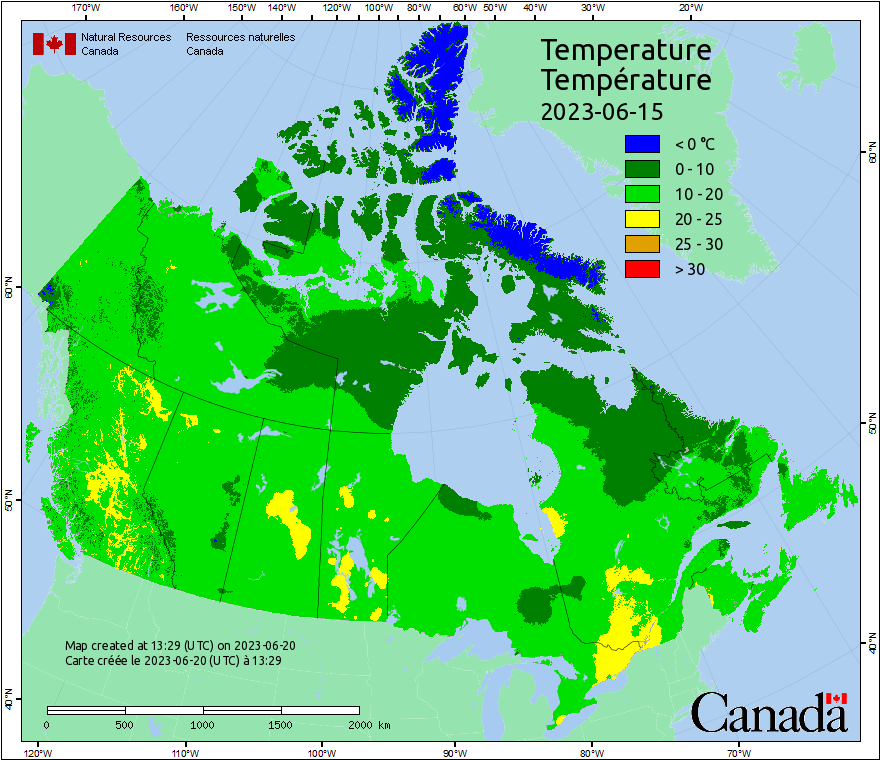 170°W 160°W 150°W 140°W 130°W 120°W 110°W 100°W 80°W 60°W 50°W 40°W 30°W 20°W
Natural Resources Ressources naturelles
Canada Canada
Temperature
Température
2023-06-15
< 0 °C
0 - 10
10 - 20
20 - 25
25 - 30
> 30
60°N
60°N
50°N
50°N
40°N
40°N
Map created at 13:29 (UTC) on 2023-06-20
Carte créée le 2023-06-20 (UTC) à 13:29
0 500 1000 1500 2000 km
Canada
120°W 110°W 100°W 90°W 80°W 70°W